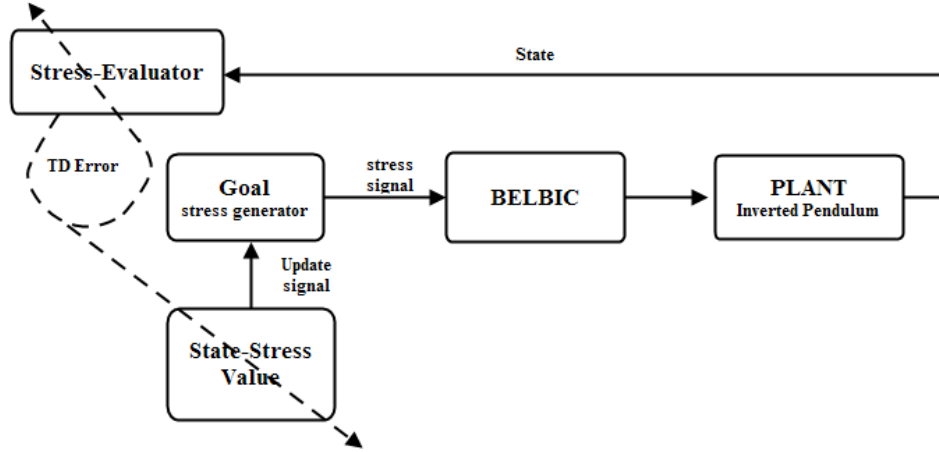 State
Stress-Evaluator
TD Error
Goal
stress generator
stress
signal
BELBIC
PLANT
Inverted Pendulum
Update
signal
State-Stress
Value